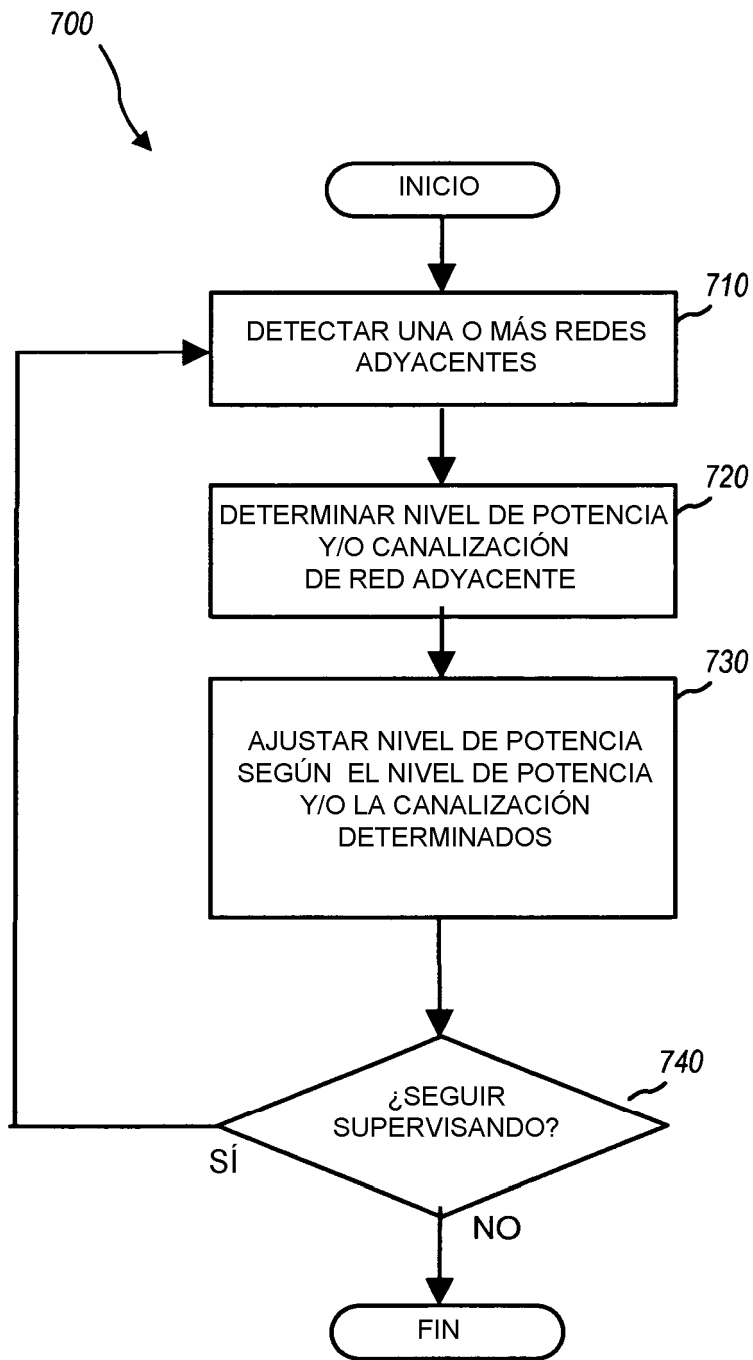 700
INICIO
710
DETECTAR UNA O MÁS REDES
ADYACENTES
720
DETERMINAR NIVEL DE POTENCIA
Y/O CANALIZACIÓN
DE RED ADYACENTE
730
AJUSTAR NIVEL DE POTENCIA
SEGÚN EL NIVEL DE POTENCIA
Y/O LA CANALIZACIÓN
DETERMINADOS
740
¿SEGUIR
SUPERVISANDO?
SÍ
NO
FIN